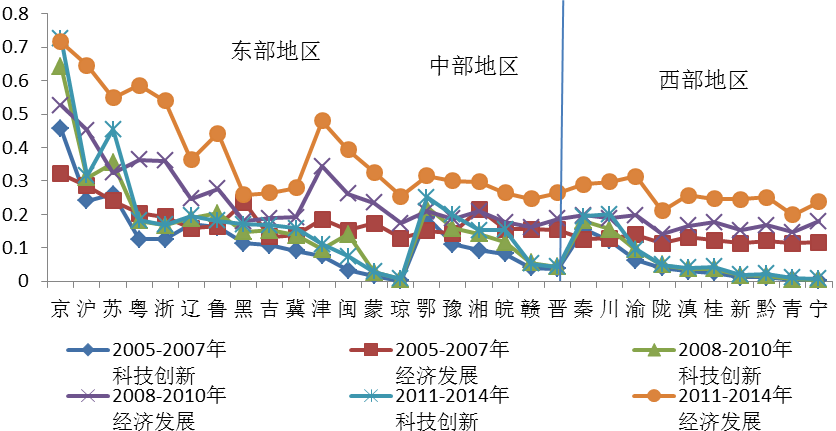 0.8
0.7
0.6
0.5
0.4
0.3
0.2
0.1
0
东部地区
中部地区
西部地区
京 沪 苏 粤 浙 辽 鲁 黑 吉 冀 津 闽 蒙 琼 鄂 豫 湘 皖 赣 晋 秦 川 渝 陇 滇 桂 新 黔 青 宁
2005-2007年
科技创新
2005-2007年
经济发展
2008-2010年
科技创新
2008-2010年
经济发展
2011-2014年
科技创新
2011-2014年
经济发展